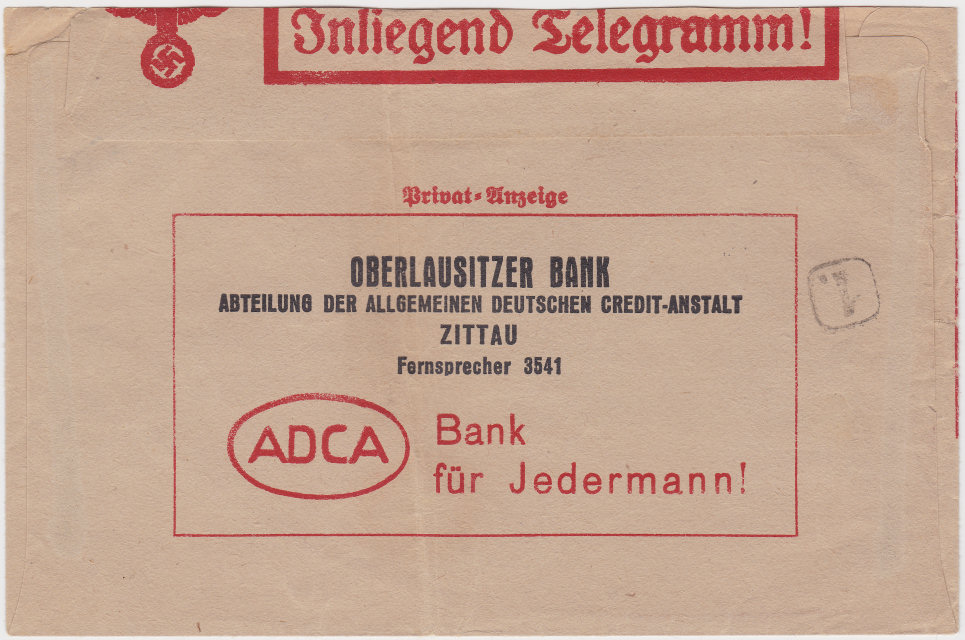 Inliegend Telegramm!
Privat-Anzeige
OBERLAUSITZER BANK
ABTEILUNG DER ALLGEMEINEN DEUTSCHEN CREDIT-ANSTALT
ZITTAU
Fernsprecher 3541
ADCA
Bank
für Jedermann!